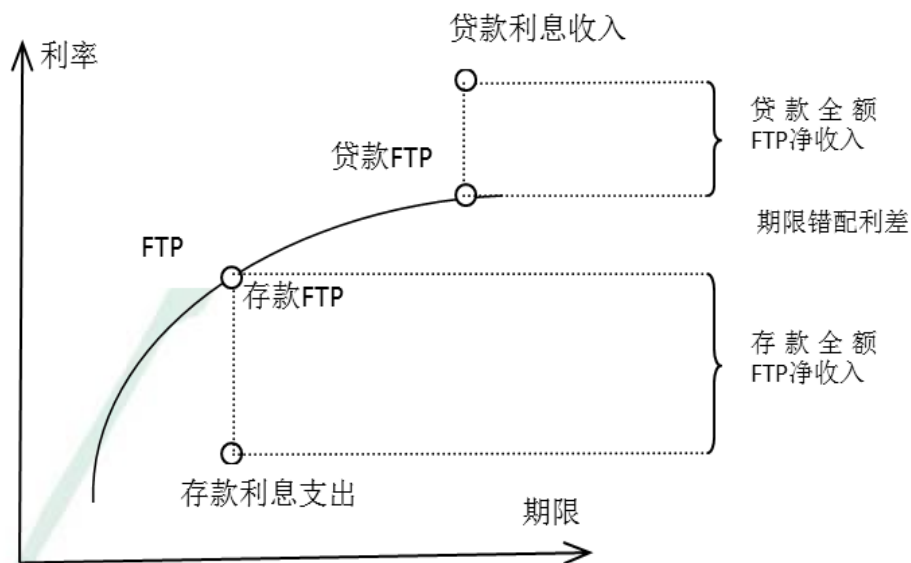 贷款利息收入
利率
贷 款 全 额
FTP净收入
贷款FTP
期限错配利差
FTP
存款FTP
存 款 全 额
FTP净收入
存款利息支出
期限